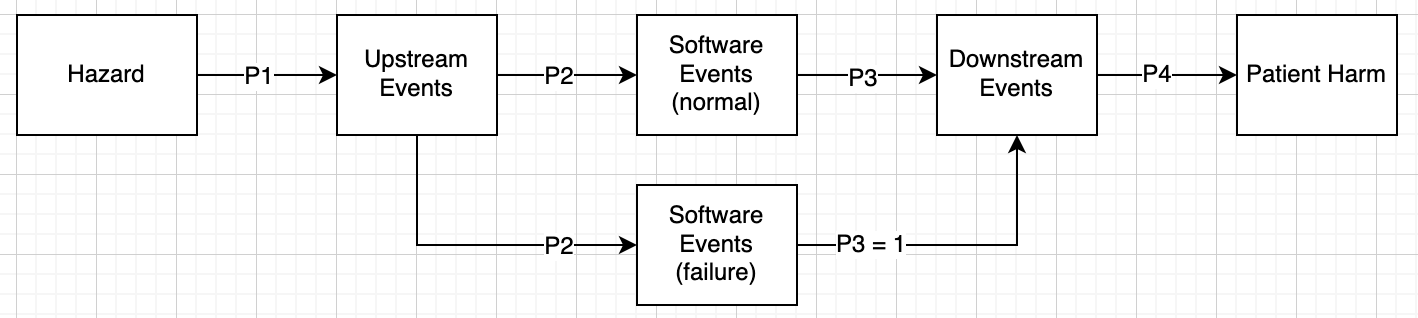 Hazard
P1
Upstream
Events
P2
Software
Events
(normal)
P3
Downstream
Events
P4
Patient Harm
P2
Software
Events
(failure)
P3 = 1